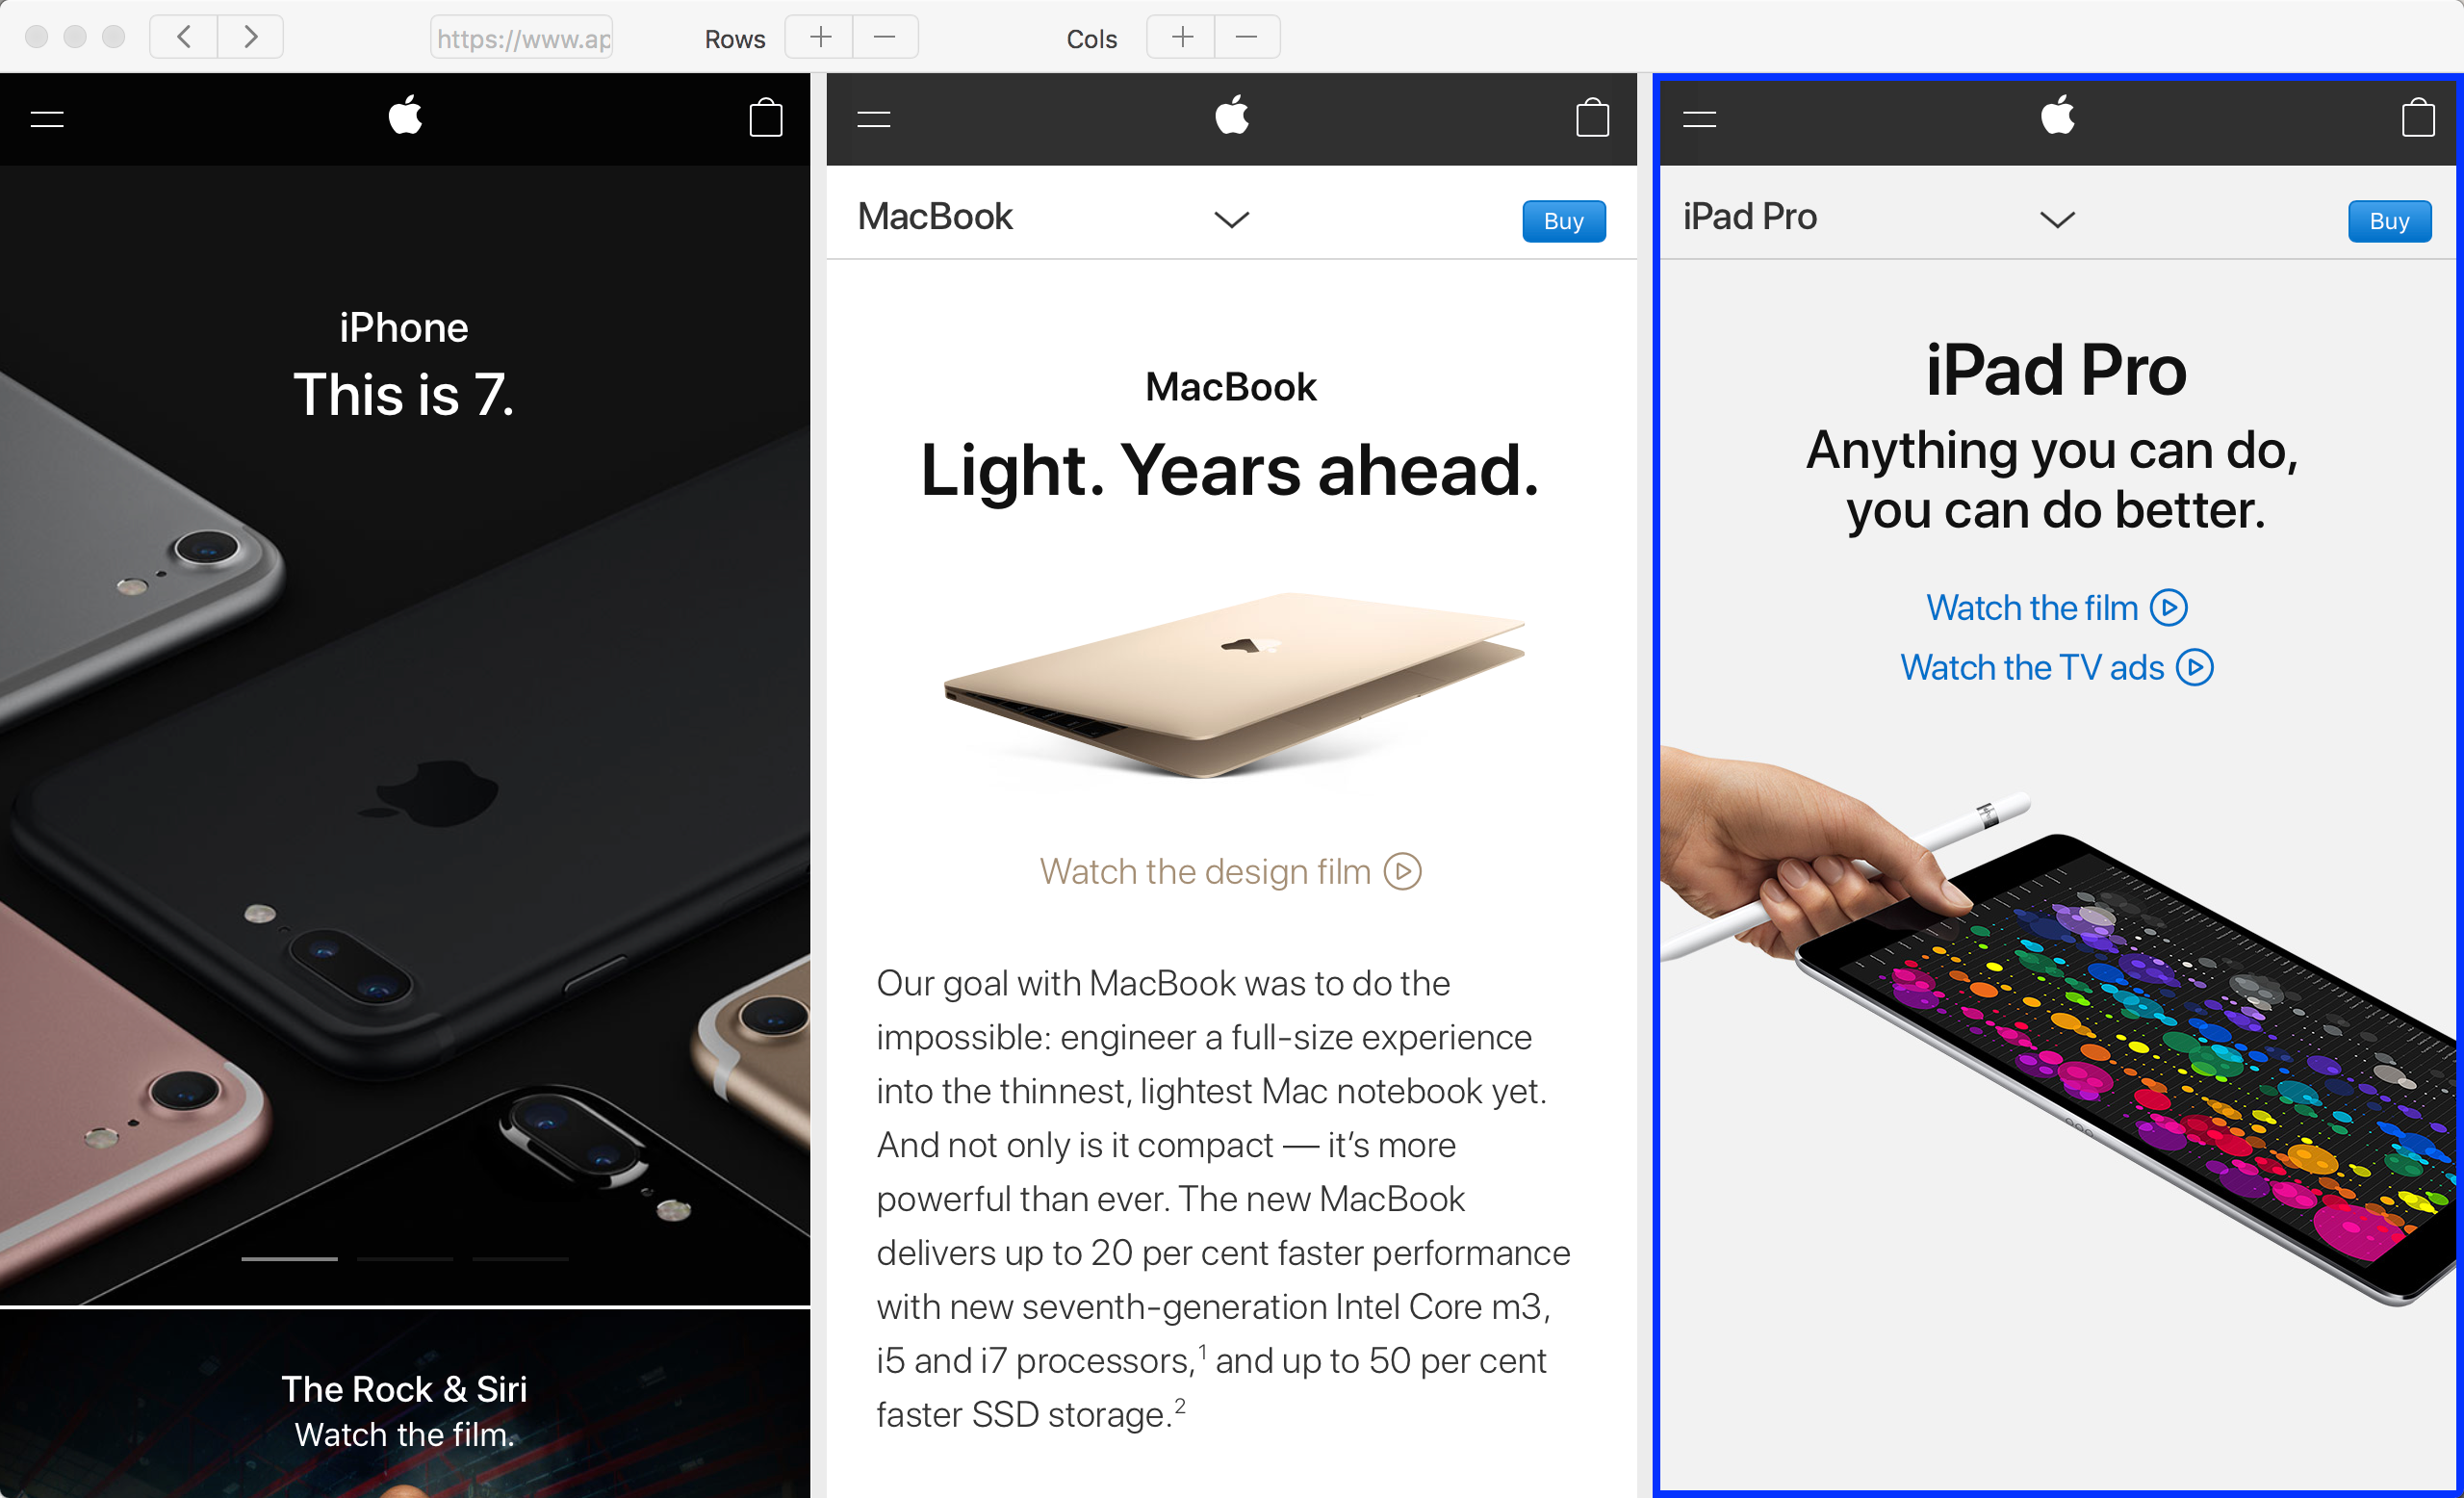 https://www.ap
Rows
Cols
iPhone
This is 7.
The Rock & Siri
Watch the film.
MacBook
Buy
MacBook
Light. Years ahead.
Watch the design film
Our goal with MacBook was to do the
impossible: engineer a full-size experience
into the thinnest, lightest Mac notebook yet.
And not only is it compact — it’s more
powerful than ever. The new MacBook
delivers up to 20 per cent faster performance
with new seventh-generation Intel Core m3,
i5 and i7 processors,¹ and up to 50 per cent
faster SSD storage.²
iPad Pro
Buy
iPad Pro
Anything you can do,
you can do better.
Watch the film
Watch the TV ads